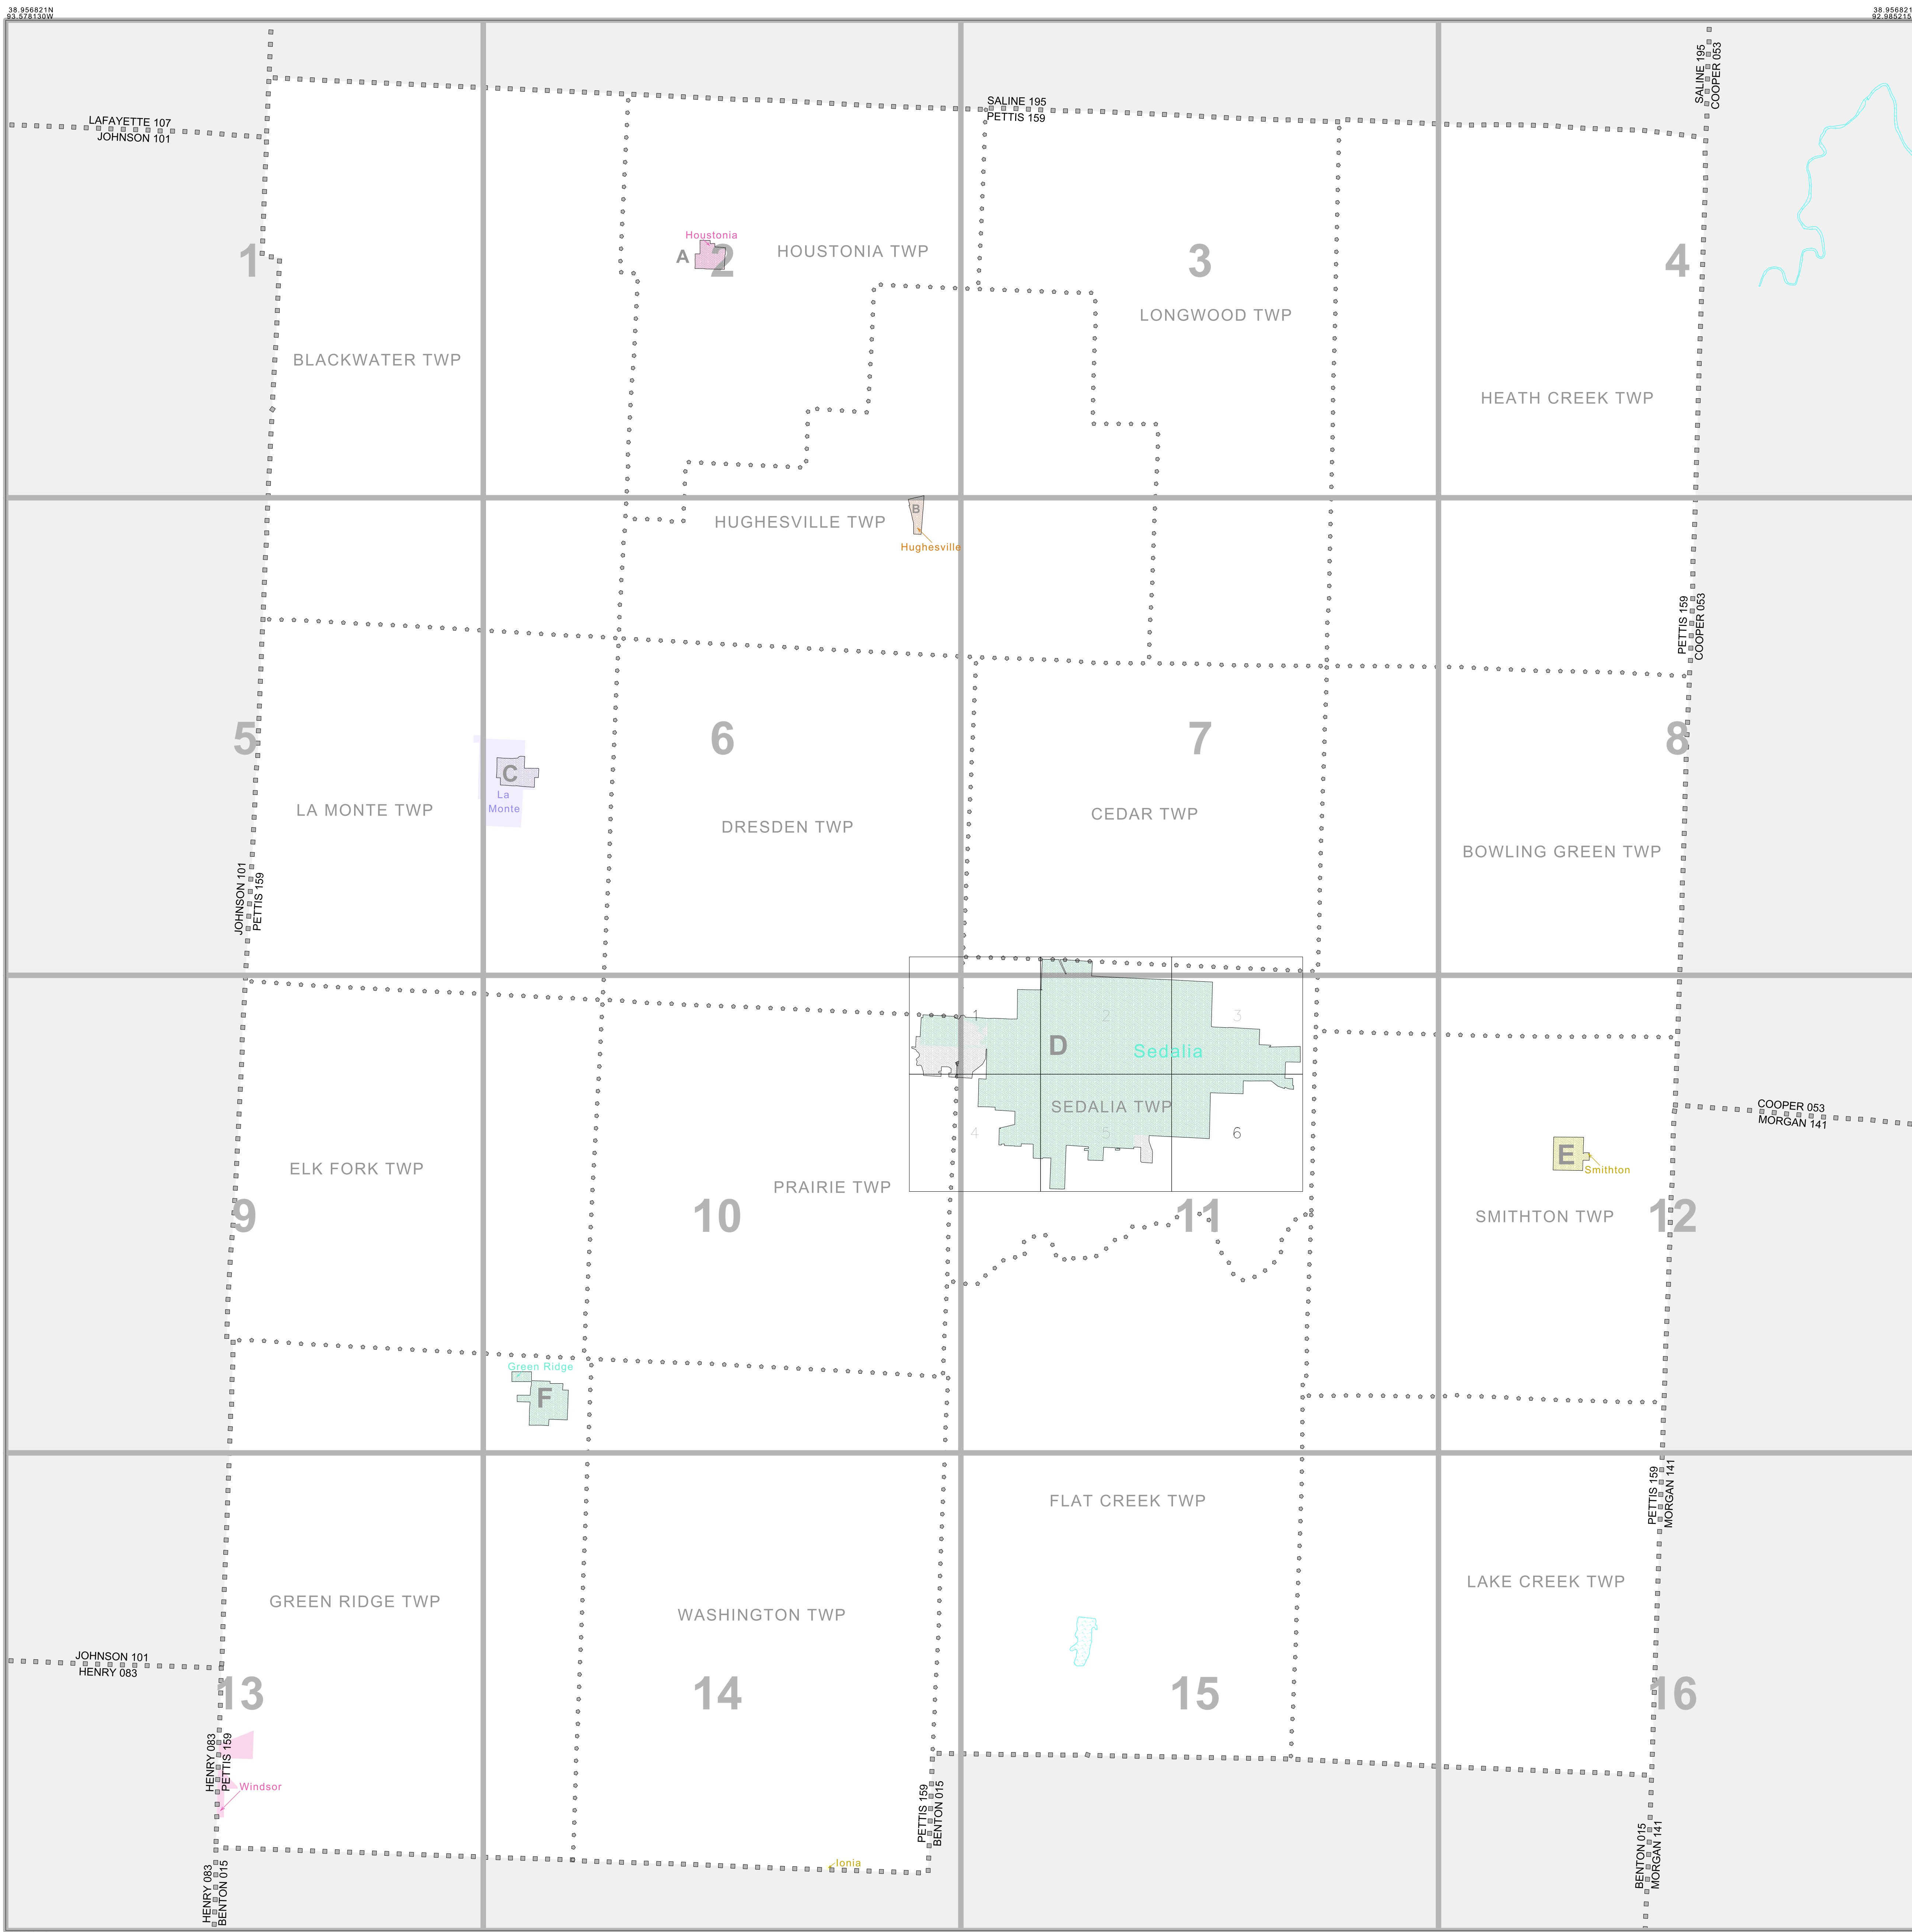 38.956821N
93.578130W
38.956821
92.985215
SALINE 195
COOPER 053
LAFAYETTE 107
JOHNSON 101
SALINE 195
PETTIS 159
Houstonia
A
1
2
3
4
HOUSTONIA TWP
LONGWOOD TWP
BLACKWATER TWP
HEATH CREEK TWP
B
HUGHESVILLE TWP
Hughesville
PETTIS 159
COOPER 053
5
6
7
8
C
La
Monte
LA MONTE TWP
DRESDEN TWP
CEDAR TWP
BOWLING GREEN TWP
JOHNSON 101
PETTIS 159
1
2
3
D
Sedalia
SEDALIA TWP
4
5
6
COOPER 053
MORGAN 141
E
Smithton
ELK FORK TWP
PRAIRIE TWP
SMITHTON TWP
9
10
11
12
Green Ridge
F
PETTIS 159
MORGAN 141
FLAT CREEK TWP
GREEN RIDGE TWP
WASHINGTON TWP
LAKE CREEK TWP
JOHNSON 101
HENRY 083
13
14
15
16
HENRY 083
PETTIS 159
Windsor
PETTIS 159
BENTON 015
Ionia
HENRY 083
BENTON 015
BENTON 015
MORGAN 141